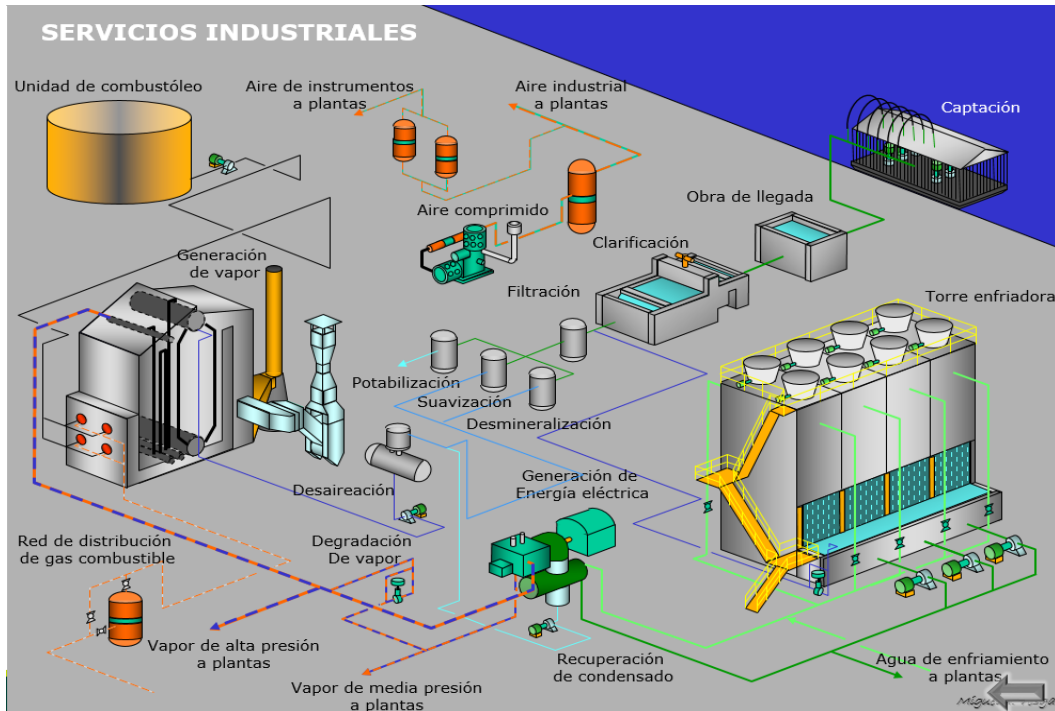 SERVICIOS INDUSTRIALES
Unidad de combustóleo
Aire de instrumentos
a plantas
Aire industrial
a plantas
Captación
Obra de llegada
Aire comprimido
Clarificación
Generación
de vapor
Filtración
Torre enfriadora
Potabilización
Suavización
Desmineralización
Desaireación
Generación de
Energía eléctrica
Red de distribución
de gas combustible
Degradación
De vapor
Vapor de alta presión
a plantas
Vapor de media presión
a plantas
Recuperación
de condensado
Agua de enfriamiento
a plantas